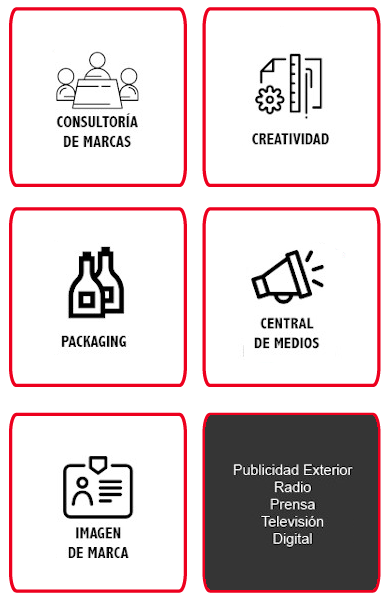 CONSULTORÍA
DE MARCAS
CREATIVIDAD
PACKAGING
CENTRAL
DE MEDIOS
IMAGEN
DE MARCA
Publicidad Exterior
Radio
Prensa
Televisión
Digital